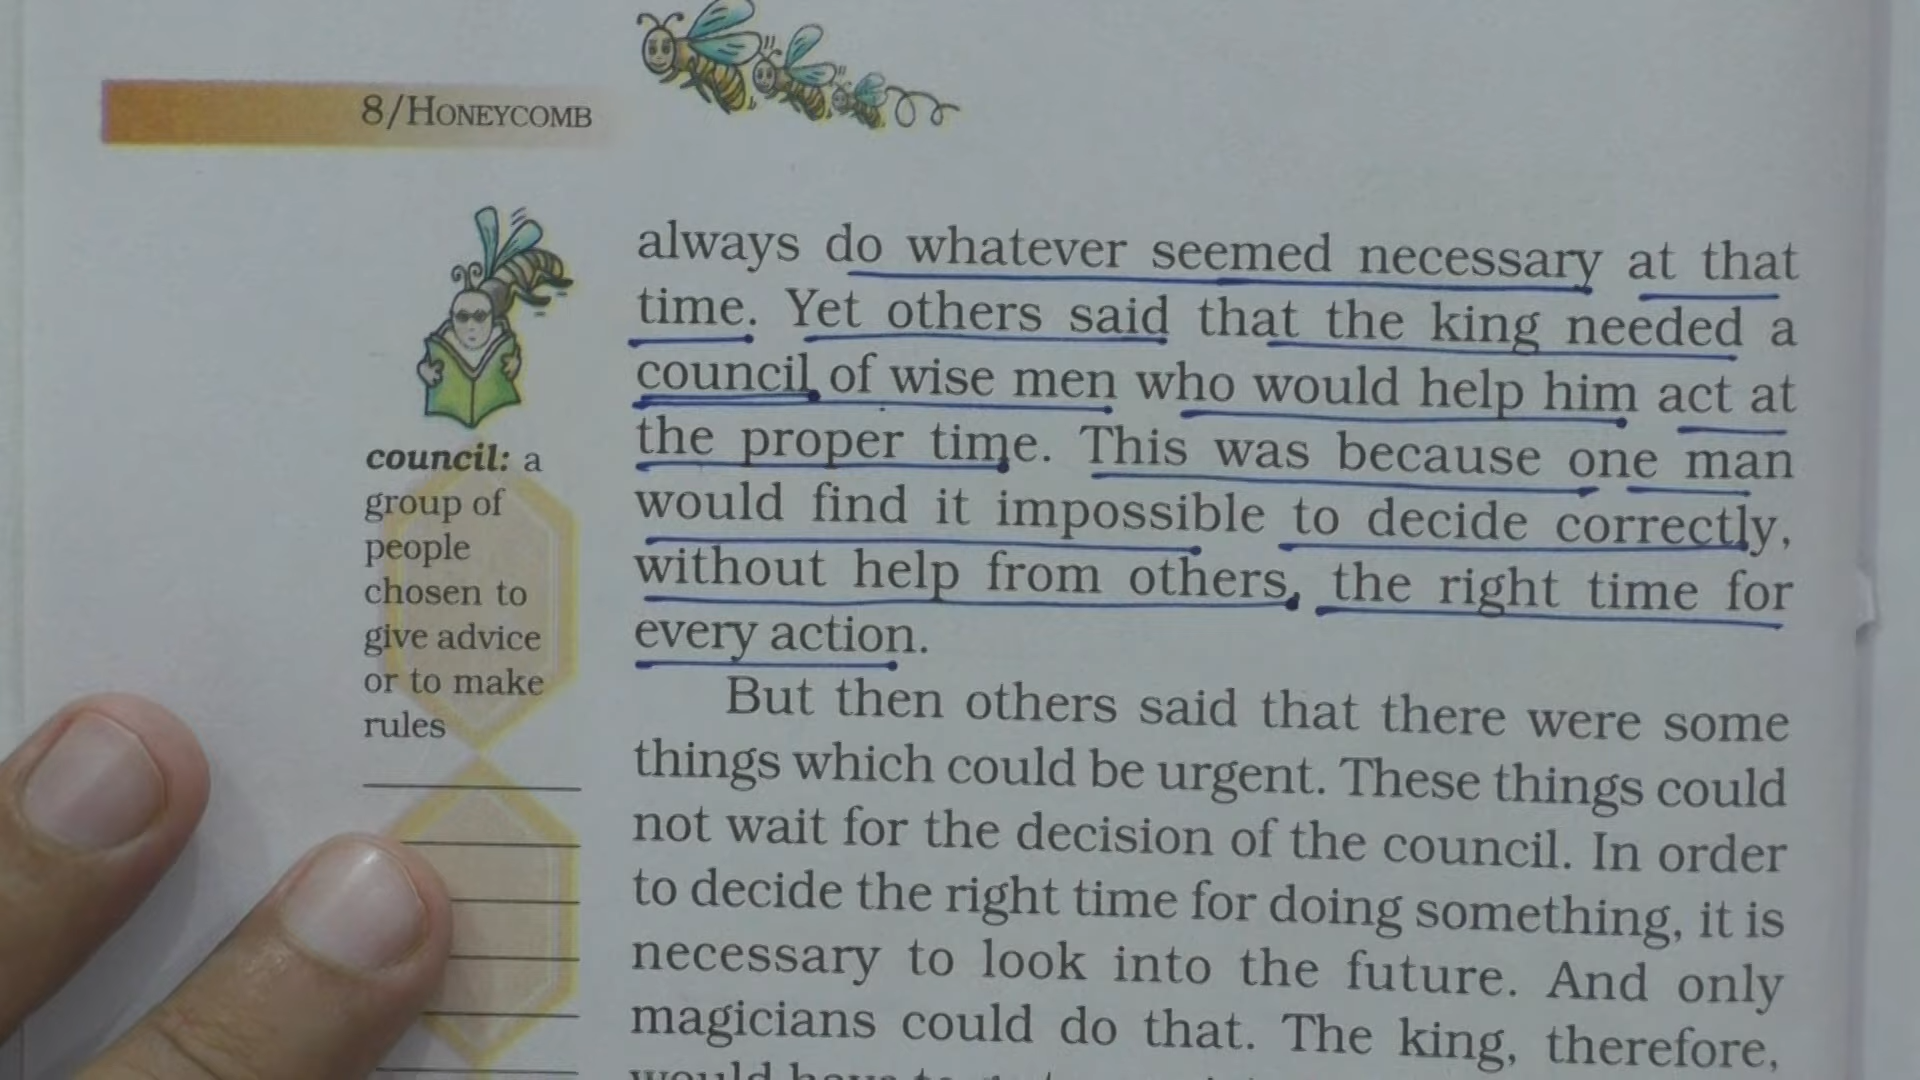 8/HONEYCOMB
always do whatever seemed necessary at that
time. Yet others said that the king needed a
council of wise men who would help him act at
the proper time. This was because one man
would find it impossible to decide correctly,
without help from others, the right time for
every action.
But then others said that there were some
things which could be urgent. These things could
not wait for the decision of the council. In order
to decide the right time for doing something, it is
necessary to look into the future. And only
magicians could do that. The king, therefore,
council: a
group of
people
chosen to
give advice
or to make
rules